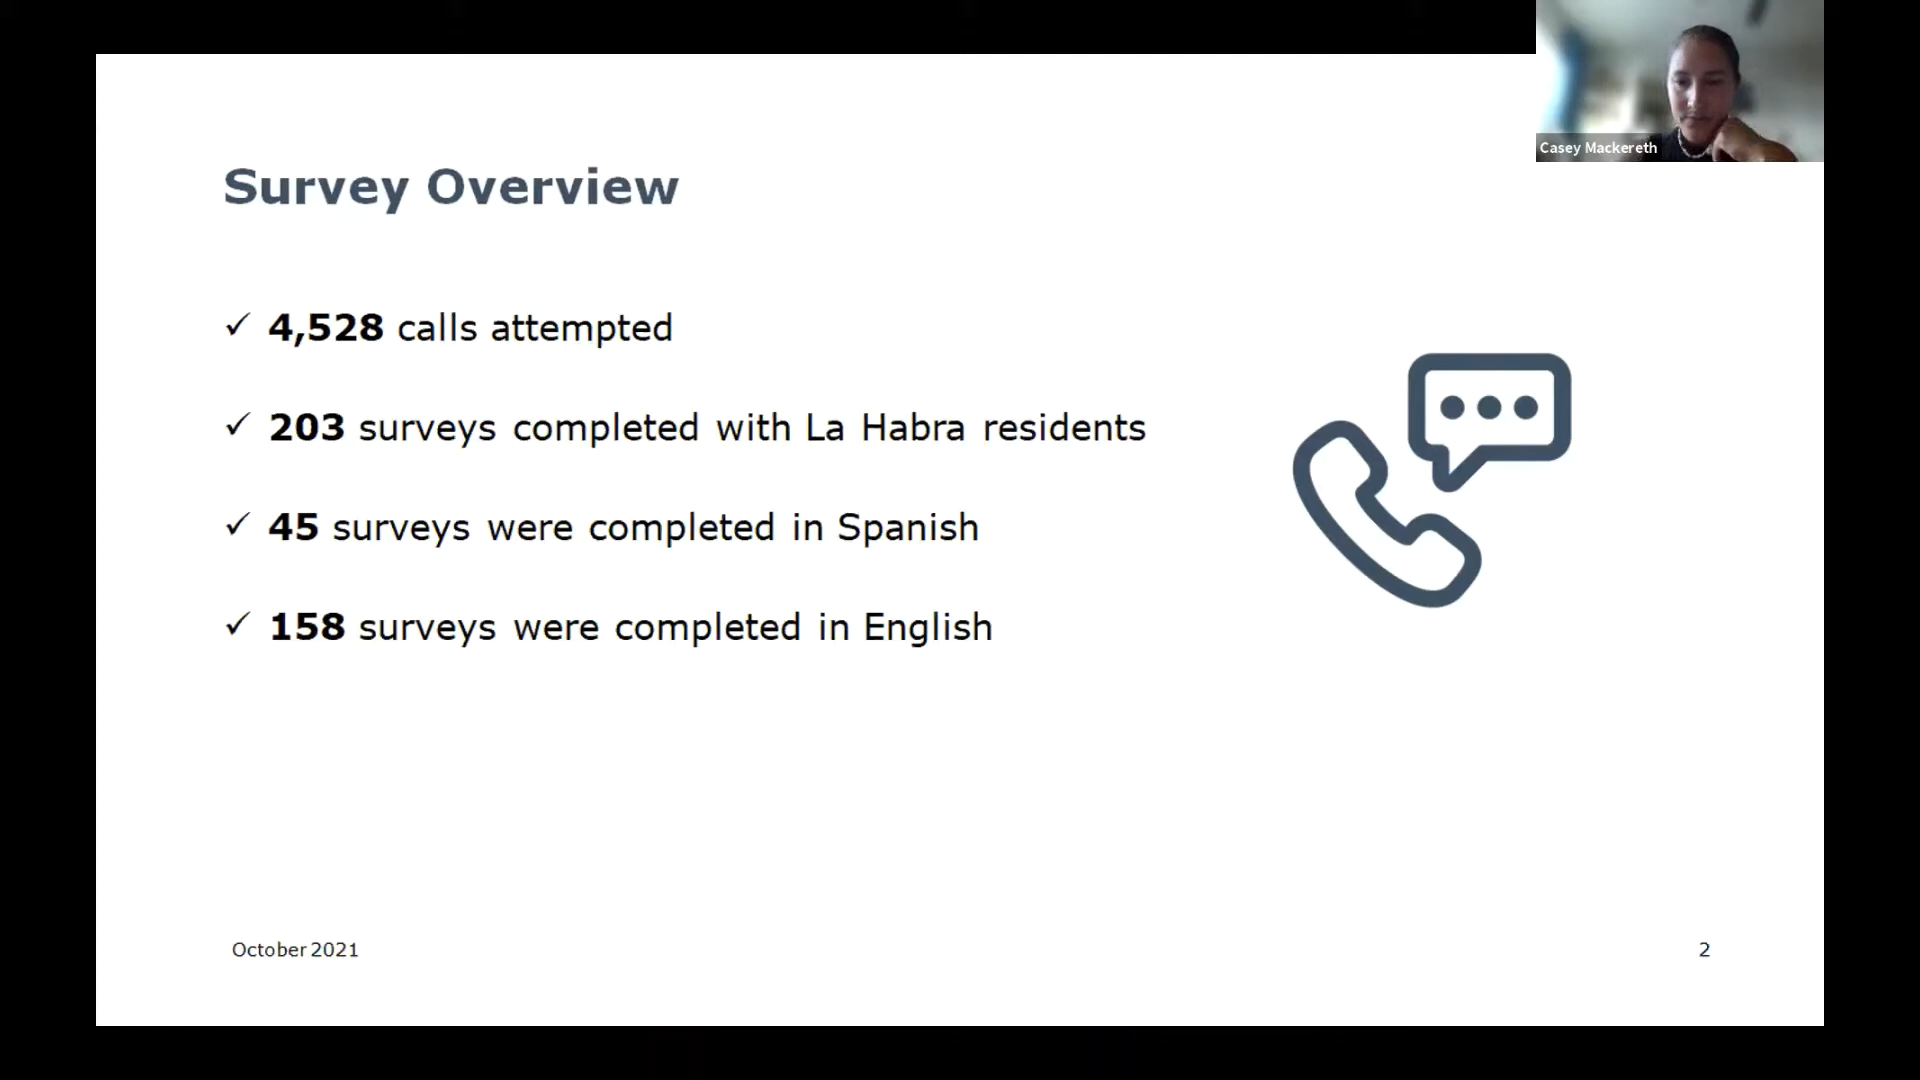 Casey Mackereth
Survey Overview
✓ 4,528 calls attempted
✓ 203 surveys completed with La Habra residents
✓ 45 surveys were completed in Spanish
✓ 158 surveys were completed in English
October 2021
2